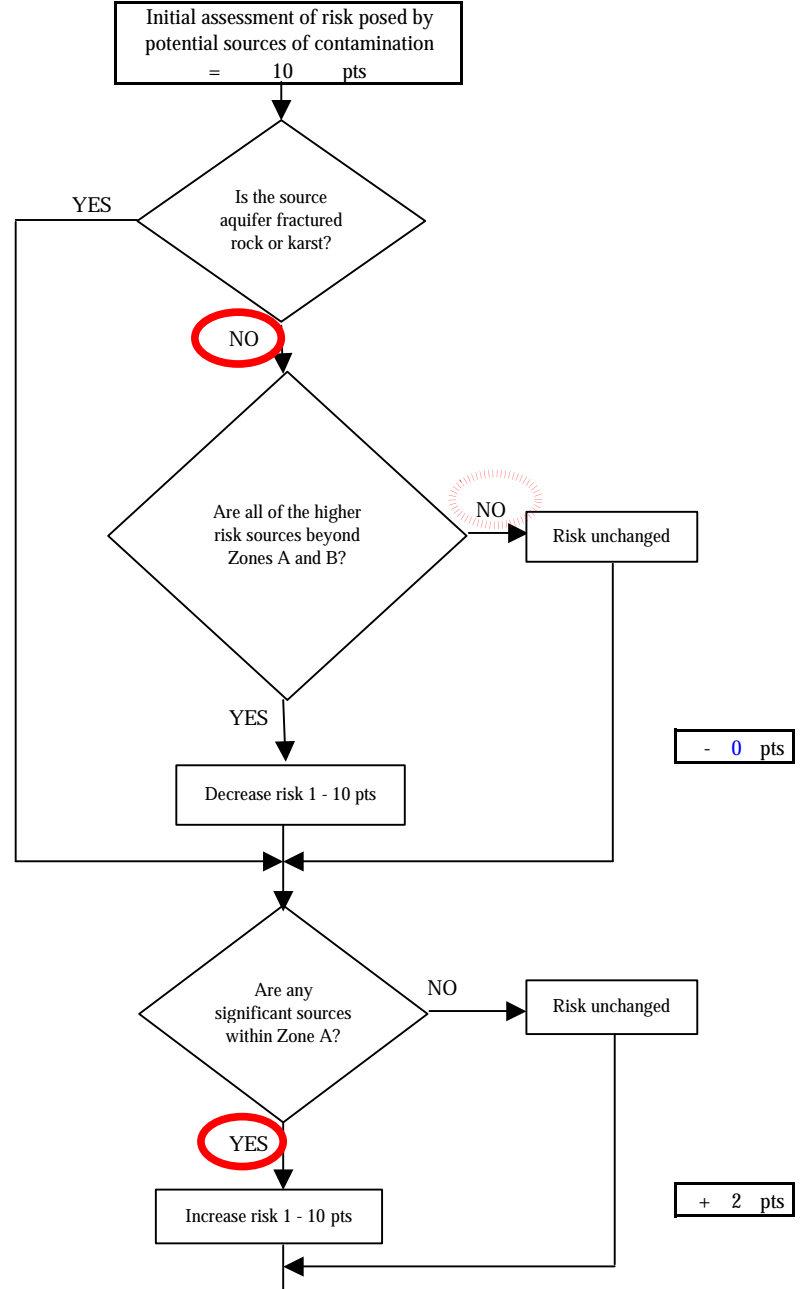 Initial assessment of risk posed by
potential sources of contamination
= 10 pts
YES
Is the source
aquifer fractured
rock or karst?
NO
Are all of the higher
risk sources beyond
Zones A and B?
NO
Risk unchanged
YES
- 0 pts
Decrease risk 1 - 10 pts
Are any
significant sources
within Zone A?
NO
Risk unchanged
YES
+ 2 pts
Increase risk 1 - 10 pts